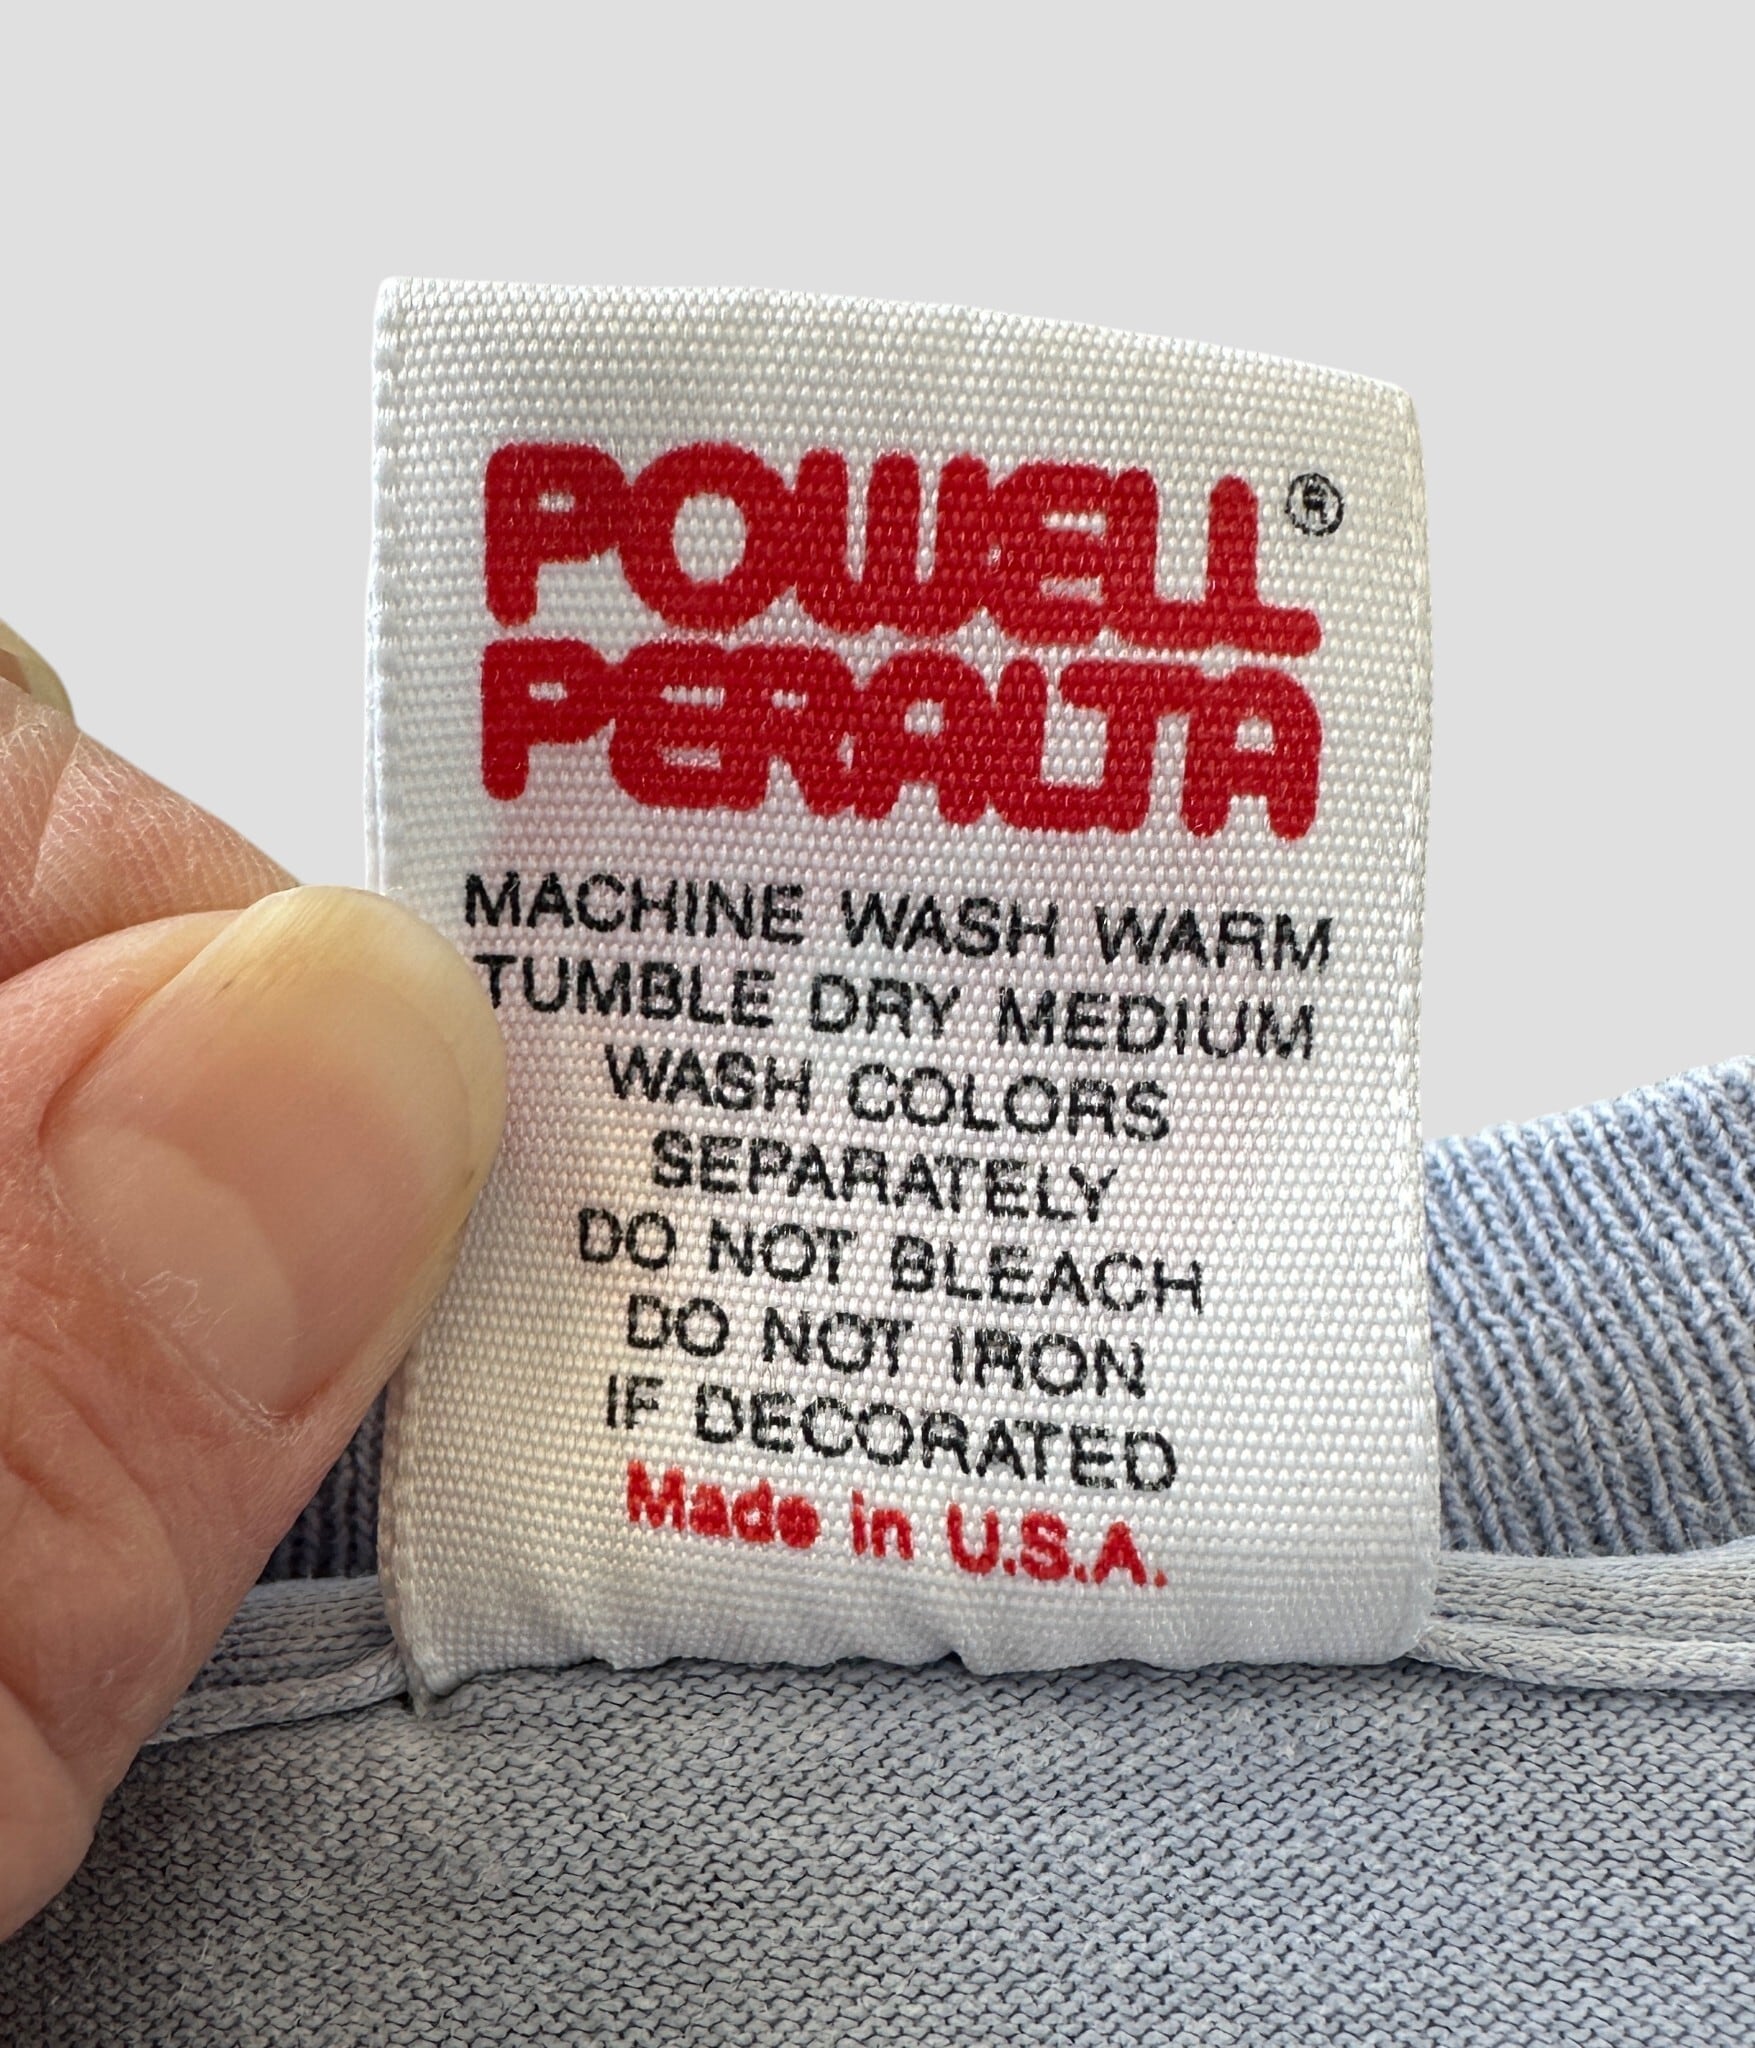 POWELL ®
PERALTA
MACHINE WASH WARM
TUMBLE DRY MEDIUM
WASH COLORS
SEPARATELY
DO NOT BLEACH
DO NOT IRON
IF DECORATED
Made in U.S.A.